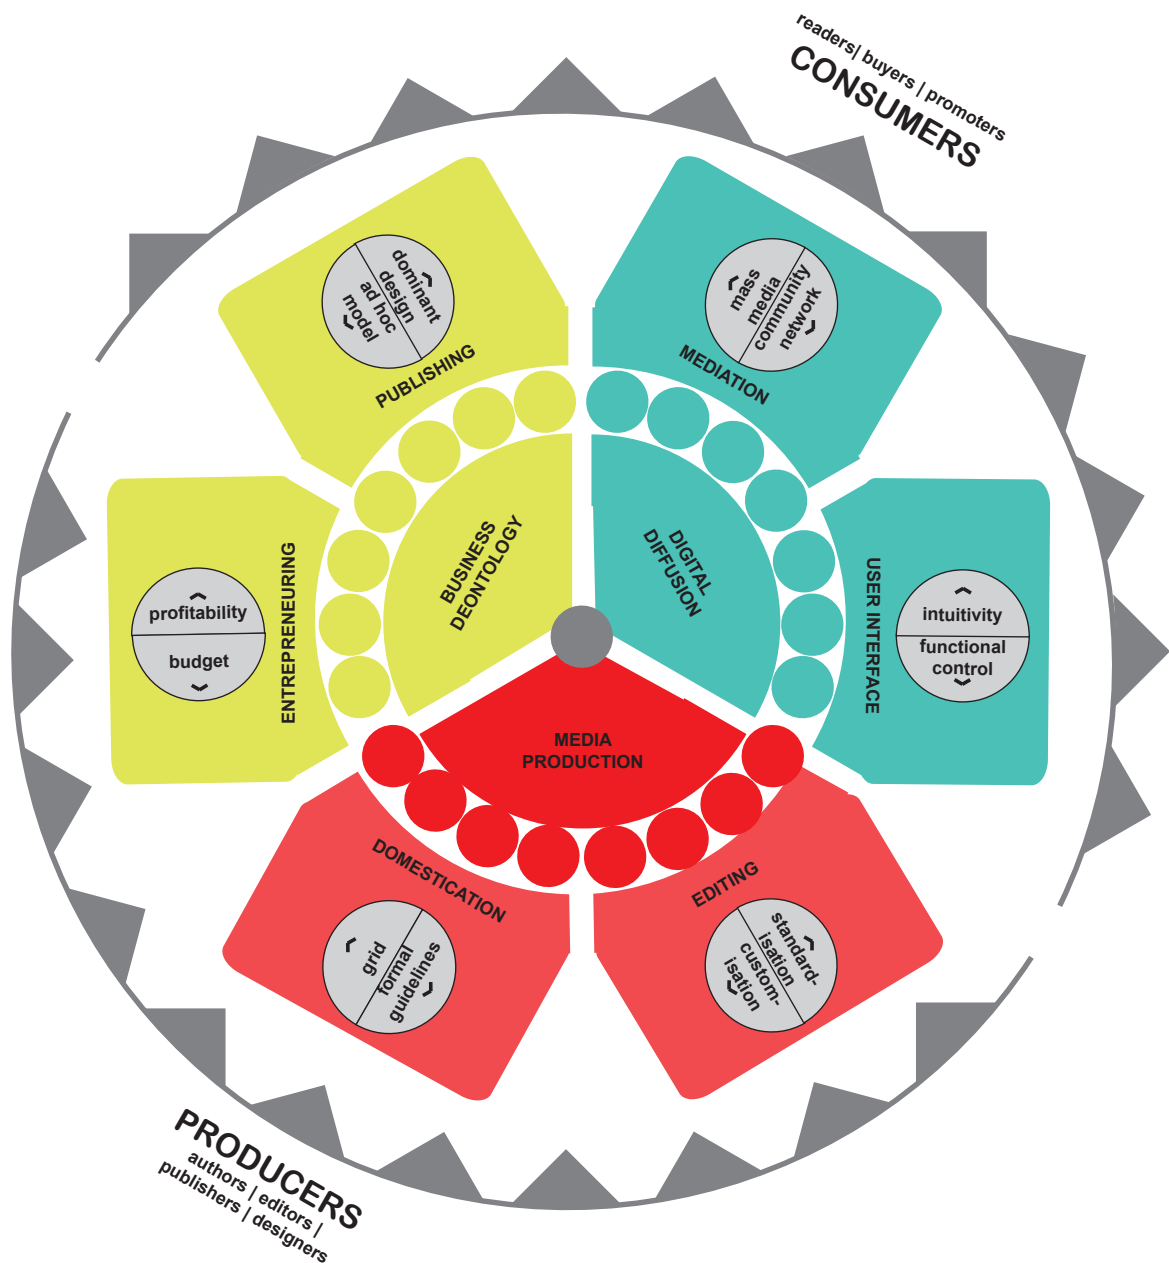 readers| buyers | promoters
CONSUMERS
dominant
design
ad hoc
model
PUBLISHING
mass
media
community
network
MEDIATION
BUSINESS
DEONTOLOGY
DIGITAL
DIFFUSION
ENTREPRENEURING
profitability
budget
USER INTERFACE
intuitivity
functional
control
MEDIA
PRODUCTION
DOMESTICATION
grid
formal
guidelines
EDITING
standard-
isation
custom-
isation
PRODUCERS
authors | editors |
publishers | designers